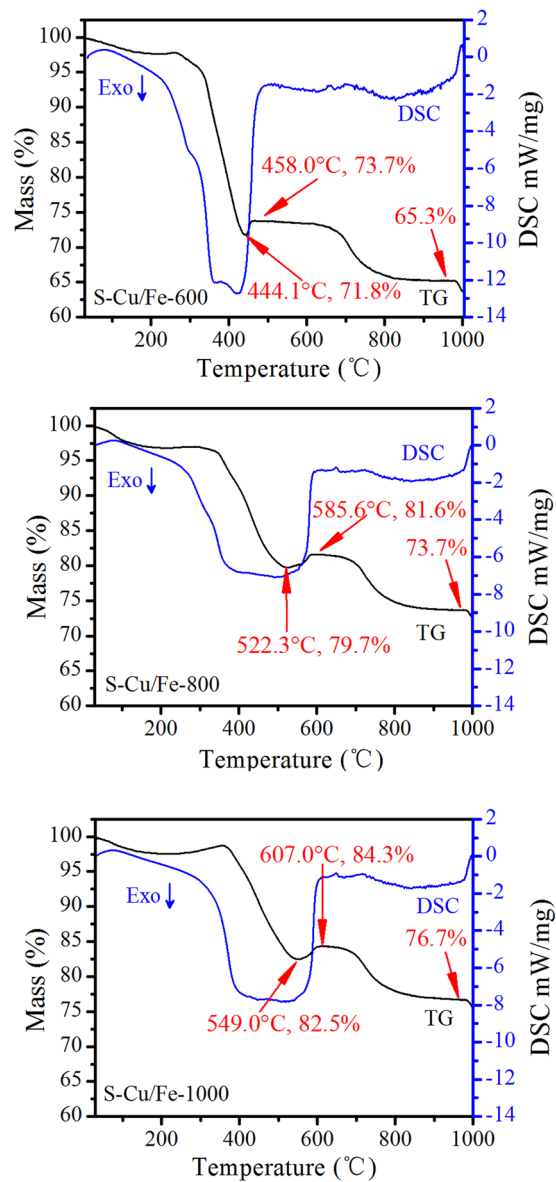 100
95
90
85
80
75
70
65
60
Mass (%)
2
0
-2
-4
-6
-8
-10
-12
-14
DSC mW/mg
Exo
DSC
458.0°C, 73.7%
65.3%
444.1°C, 71.8%
S-Cu/Fe-600
TG
200 400 600 800 1000
Temperature (℃)
100
95
90
85
80
75
70
65
60
Mass (%)
2
0
-2
-4
-6
-8
-10
-12
-14
DSC mW/mg
Exo
DSC
585.6°C, 81.6%
73.7%
522.3°C, 79.7%
TG
S-Cu/Fe-800
200 400 600 800 1000
Temperature (℃)
100
95
90
85
80
75
70
65
60
Mass (%)
2
0
-2
-4
-6
-8
-10
-12
-14
DSC mW/mg
607.0°C, 84.3%
Exo
DSC
76.7%
549.0°C, 82.5%
TG
S-Cu/Fe-1000
200 400 600 800 1000
Temperature (℃)